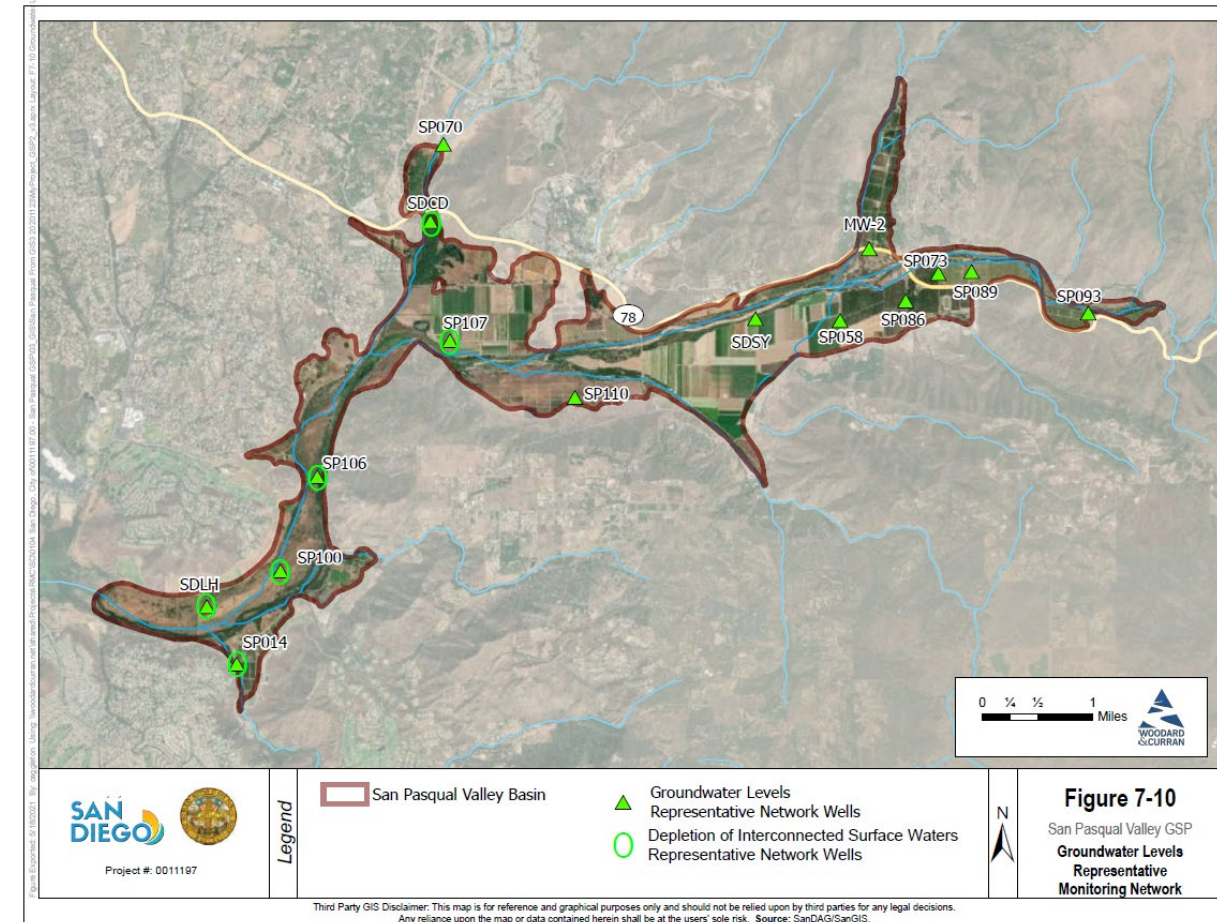 SP070
SDCD
MW-2
SP073
SP089
SP093
SP107
78
SDSY
SP058
SP086
SP110
SP106
SP100
SDLH
SP014
0 ¼ ½ 1
Miles
WOODARD
&CURRAN
SAN
DIEGO
Project #: 0011197
Legend
San Pasqual Valley Basin
Groundwater Levels
Representative Network Wells
Depletion of Interconnected Surface Waters
Representative Network Wells
N
Figure 7-10
San Pasqual Valley GSP
Groundwater Levels
Representative
Monitoring Network
Third Party GIS Disclaimer: This map is for reference and graphical purposes only and should not be relied upon by third parties for any legal decisions.
Any reliance upon the map or data contained herein shall be at the users' sole risk. Source: SanDAG/SanGIS.